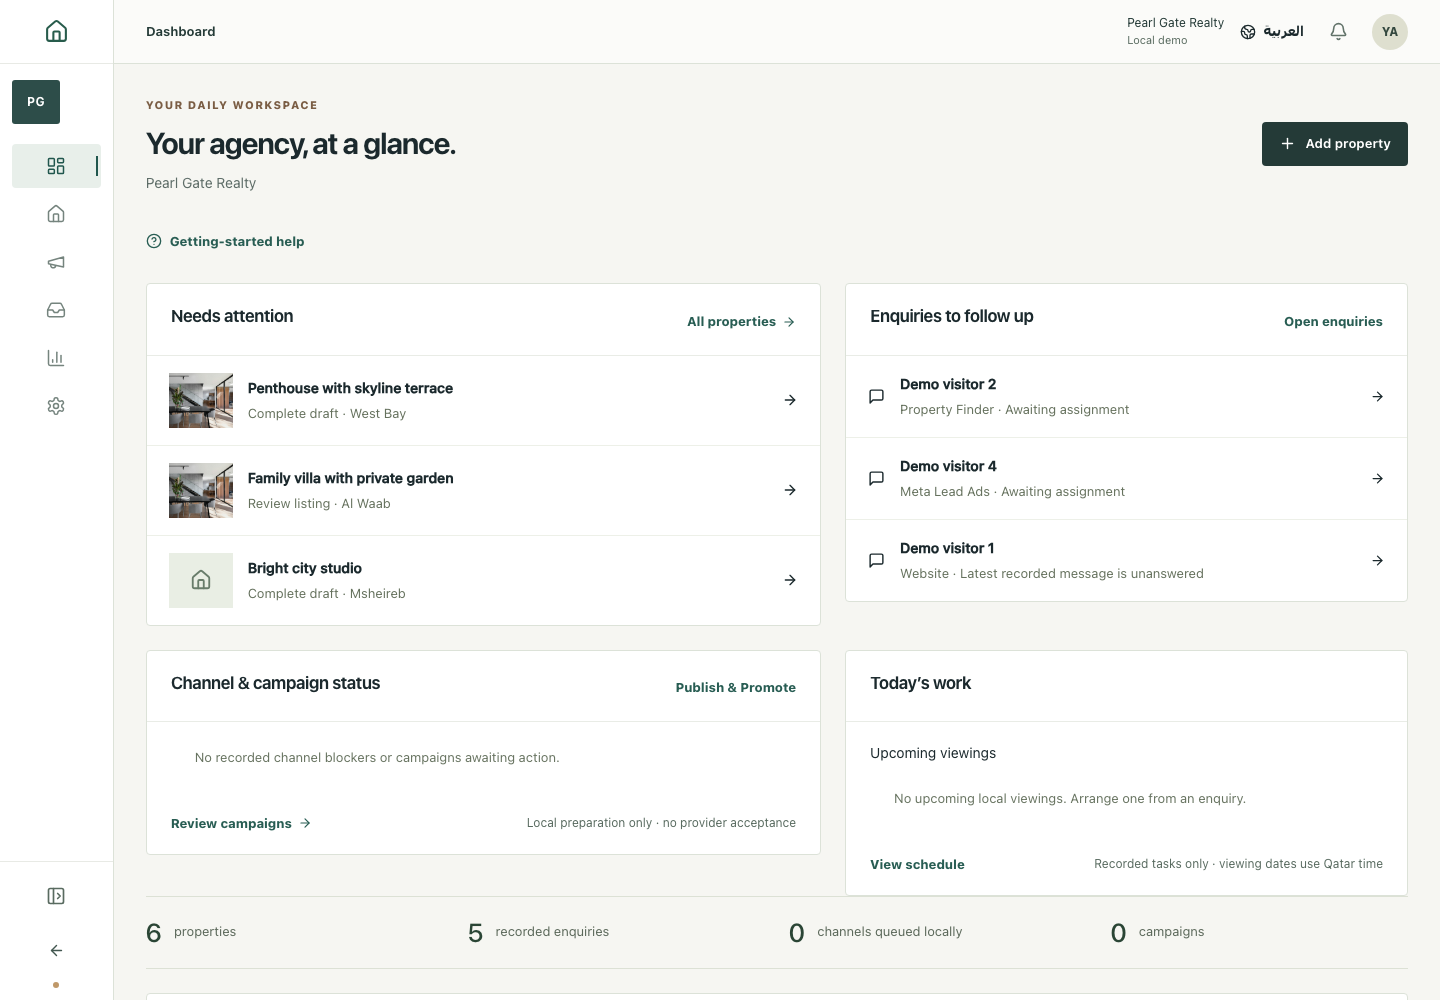 Dashboard
Pearl Gate Realty
Local demo
العربية
YA
PG
YOUR DAILY WORKSPACE
Your agency, at a glance.
Pearl Gate Realty
Add property
Getting-started help
Needs attention
All properties
Penthouse with skyline terrace
Complete draft · West Bay
Family villa with private garden
Review listing · Al Waab
Bright city studio
Complete draft · Msheireb
Enquiries to follow up
Open enquiries
Demo visitor 2
Property Finder · Awaiting assignment
Demo visitor 4
Meta Lead Ads · Awaiting assignment
Demo visitor 1
Website · Latest recorded message is unanswered
Channel & campaign status
Publish & Promote
No recorded channel blockers or campaigns awaiting action.
Review campaigns
Local preparation only · no provider acceptance
Today’s work
Upcoming viewings
No upcoming local viewings. Arrange one from an enquiry.
View schedule
Recorded tasks only · viewing dates use Qatar time
6 properties
5 recorded enquiries
0 channels queued locally
0 campaigns